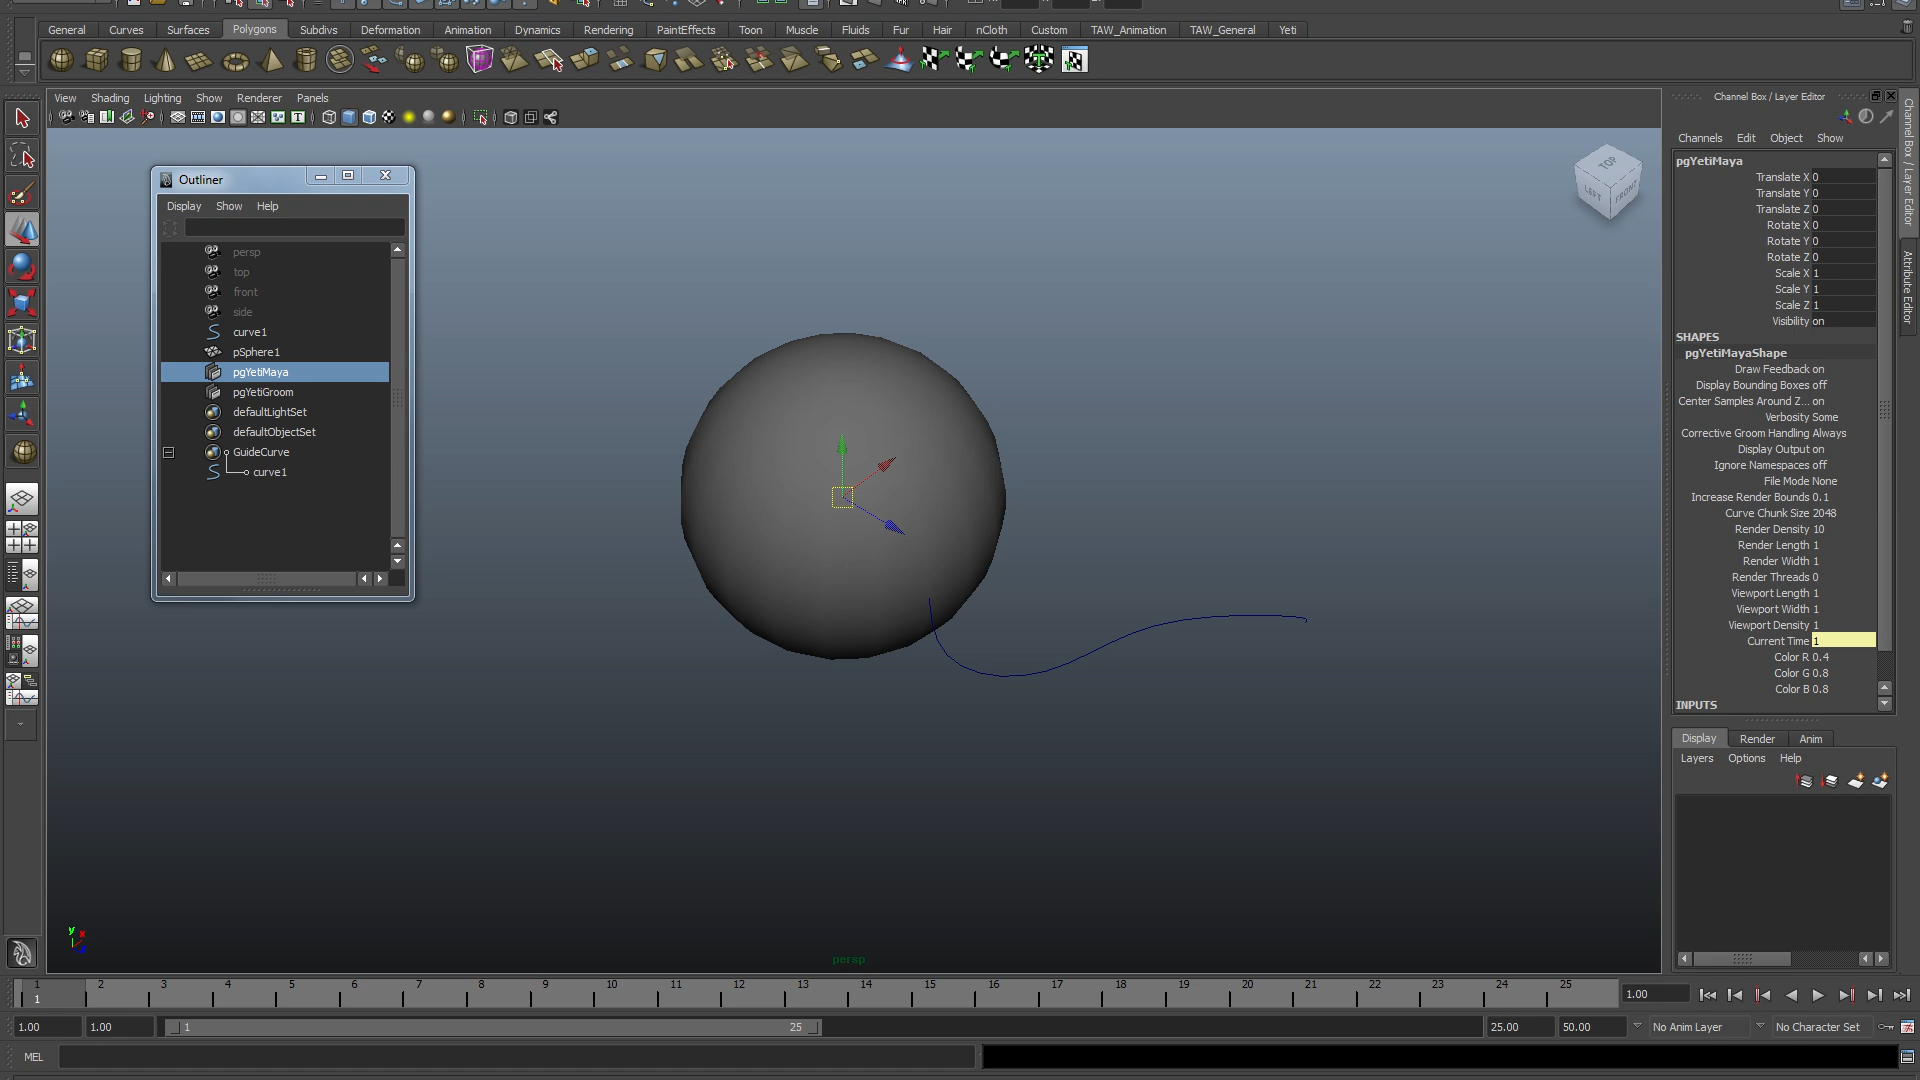 General Curves Surfaces Polygons Subdivs Deformation Animation Dynamics Rendering PaintEffects Toon Muscle Fluids Fur Hair nCloth Custom TAW_Animation TAW_General Yeti
View Shading Lighting Show Renderer Panels
Outliner
Display Show Help
persp
top
front
side
curve1
pSphere1
pgYetiMaya
pgYetiGroom
defaultLightSet
defaultObjectSet
GuideCurve
curve1
TOP
LEFT FRONT
persp
y x
Channel Box / Layer Editor
Channels Edit Object Show
pgYetiMaya
Translate X 0
Translate Y 0
Translate Z 0
Rotate X 0
Rotate Y 0
Rotate Z 0
Scale X 1
Scale Y 1
Scale Z 1
Visibility on
SHAPES
pgYetiMayaShape
Draw Feedback on
Display Bounding Boxes off
Center Samples Around Z... on
Verbosity Some
Corrective Groom Handling Always
Display Output on
Ignore Namespaces off
File Mode None
Increase Render Bounds 0.1
Curve Chunk Size 2048
Render Density 10
Render Length 1
Render Width 1
Render Threads 0
Viewport Length 1
Viewport Width 1
Viewport Density 1
Current Time 1
Color R 0.4
Color G 0.8
Color B 0.8
INPUTS
Display Render Anim
Layers Options Help
Channel Box / Layer Editor
Attribute Editor
1 2 3 4 5 6 7 8 9 10 11 12 13 14 15 16 17 18 19 20 21 22 23 24 25
1
1.00
1.00 1.00 1 25 25.00 50.00 No Anim Layer No Character Set
MEL